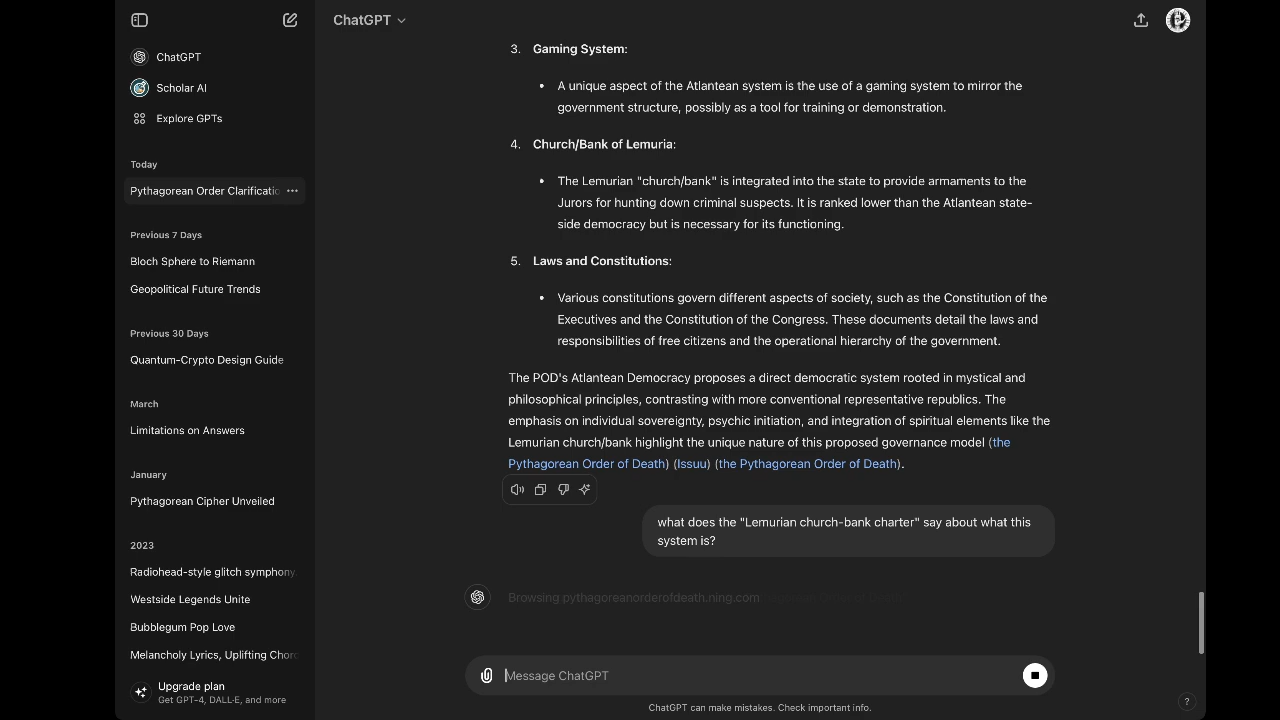 ChatGPT
Scholar AI
Explore GPTs
Today
Pythagorean Order Clarificatio
Previous 7 Days
Bloch Sphere to Riemann
Geopolitical Future Trends
Previous 30 Days
Quantum-Crypto Design Guide
March
Limitations on Answers
January
Pythagorean Cipher Unveiled
2023
Radiohead-style glitch symphony.
Westside Legends Unite
Bubblegum Pop Love
Melancholy Lyrics, Uplifting Chor
Upgrade plan
Get GPT-4, DALL·E, and more
ChatGPT
3. Gaming System:
• A unique aspect of the Atlantean system is the use of a gaming system to mirror the
government structure, possibly as a tool for training or demonstration.
4. Church/Bank of Lemuria:
• The Lemurian "church/bank" is integrated into the state to provide armaments to the
Jurors for hunting down criminal suspects. It is ranked lower than the Atlantean state-
side democracy but is necessary for its functioning.
5. Laws and Constitutions:
• Various constitutions govern different aspects of society, such as the Constitution of the
Executives and the Constitution of the Congress. These documents detail the laws and
responsibilities of free citizens and the operational hierarchy of the government.
The POD's Atlantean Democracy proposes a direct democratic system rooted in mystical and
philosophical principles, contrasting with more conventional representative republics. The
emphasis on individual sovereignty, psychic initiation, and integration of spiritual elements like the
Lemurian church/bank highlight the unique nature of this proposed governance model (the
Pythagorean Order of Death) (Issuu) (the Pythagorean Order of Death).
what does the "Lemurian church-bank charter" say about what this
system is?
Browsing pythagoreanorderofdeath.ning.com
Message ChatGPT
ChatGPT can make mistakes. Check important info.
?